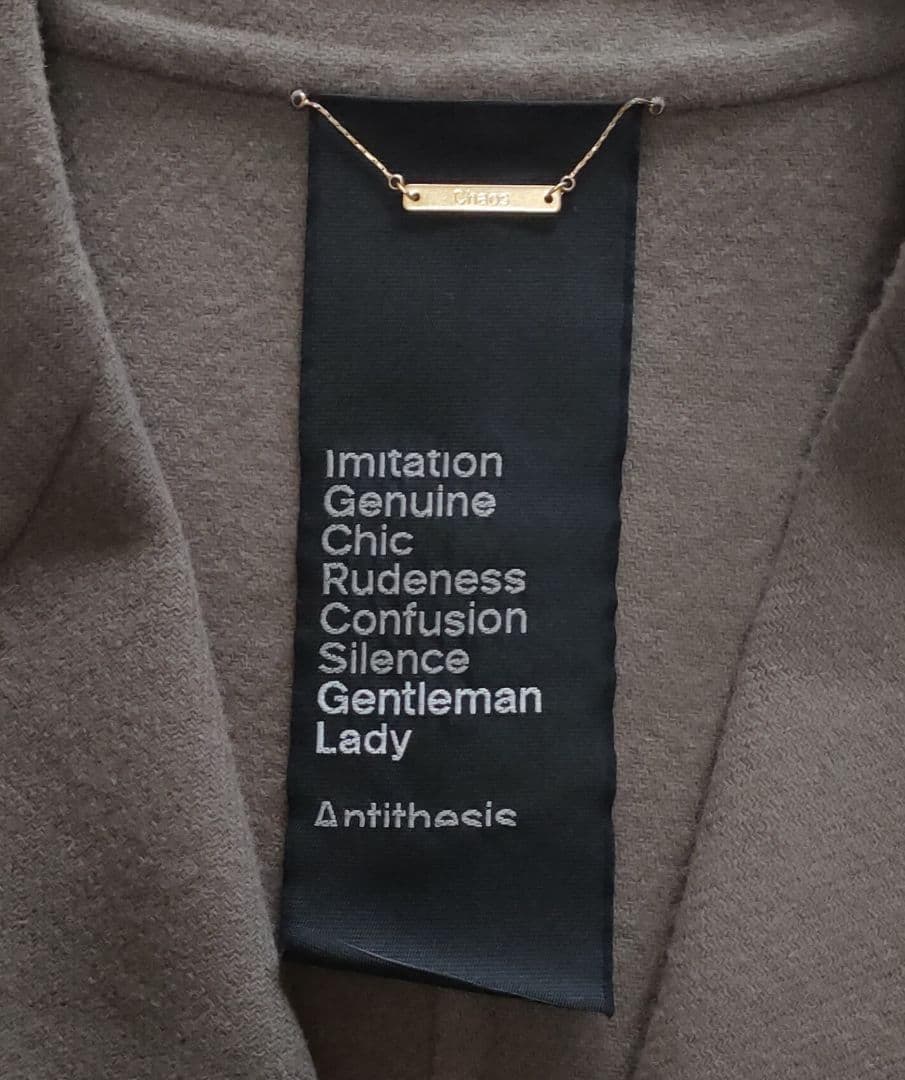 Chaos
Imitation
Genuine
Chic
Rudeness
Confusion
Silence
Gentleman
Lady
Antithesis